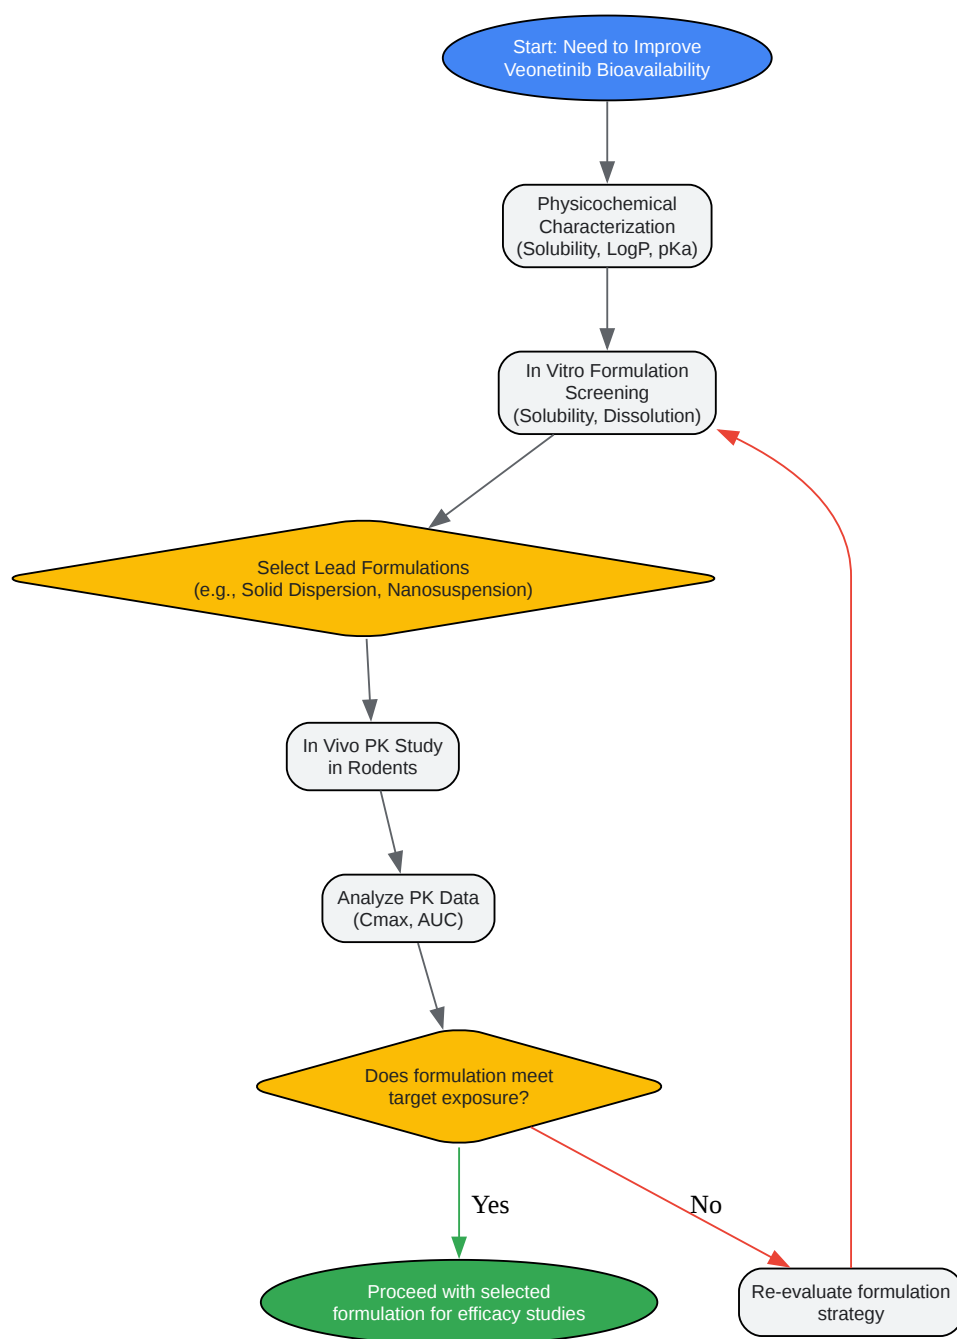 Start: Need to Improve
Veonetinib Bioavailability
Physicochemical
Characterization
(Solubility, LogP, pKa)
In Vitro Formulation
Screening
(Solubility, Dissolution)
Select Lead Formulations
(e.g., Solid Dispersion, Nanosuspension)
In Vivo PK Study
in Rodents
Analyze PK Data
(Cmax, AUC)
Does formulation meet
target exposure?
Yes
No
Proceed with selected
formulation for efficacy studies
Re-evaluate formulation
strategy